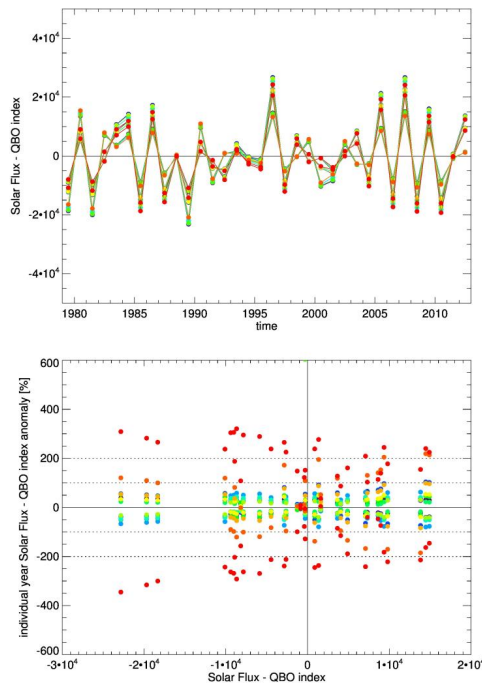 4•10⁴
2•10⁴
0
-2•10⁴
-4•10⁴
Solar Flux - QBO index
1980 1985 1990 1995 2000 2005 2010
time
600
400
200
0
-200
-400
600
individual year Solar Flux - QBO index anomaly [%]
-3•10⁴ -2•10⁴ -1•10⁴ 0 1•10⁴ 2•10
Solar Flux - QBO index